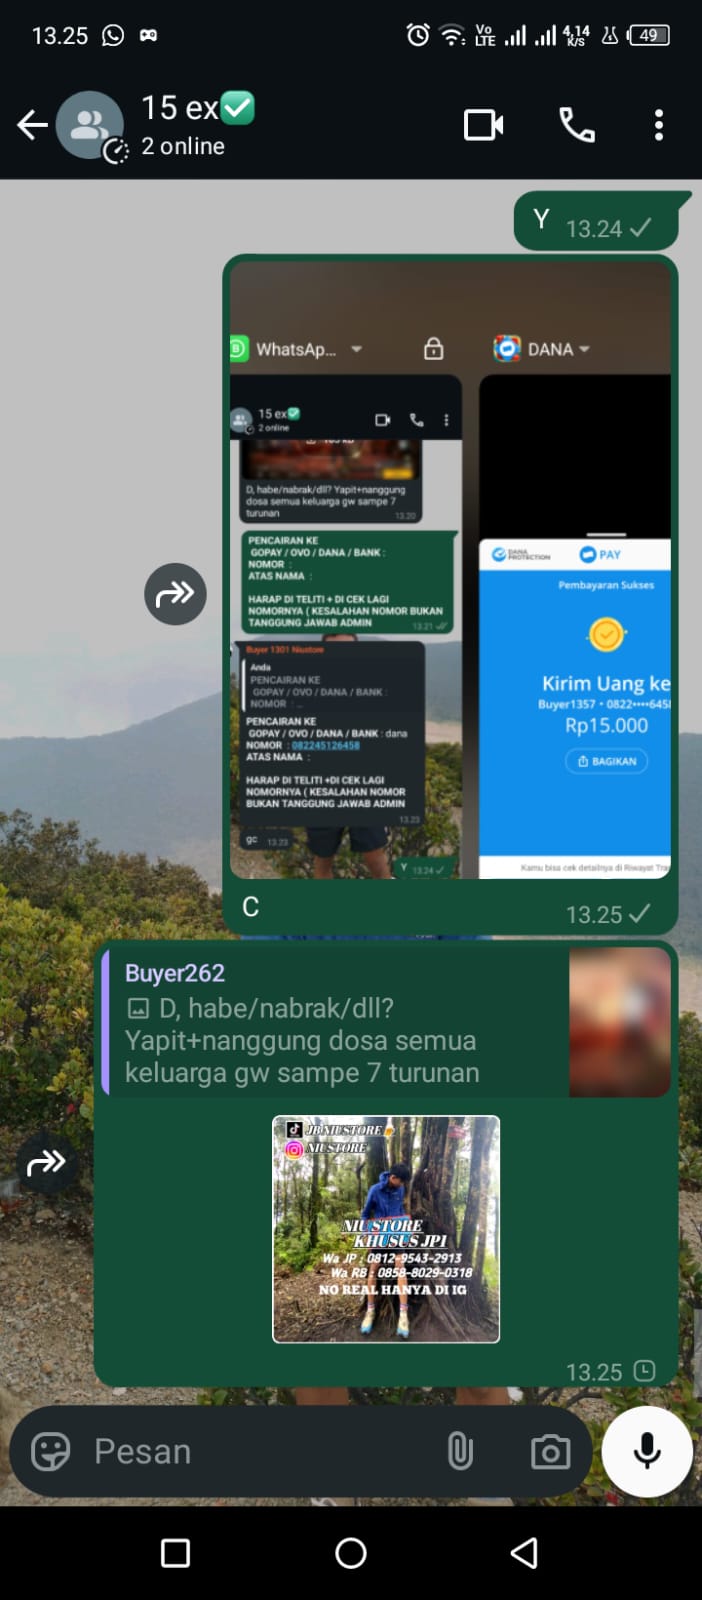 13.25
Vo
LTE
4,14
K/S
49
15 ex✅
2 online
Y 13.24
WhatsAp...
DANA
15 ex✅
2 online
D, habe/nabrak/dll? Yapit+nanggung
dosa semua keluarga gw sampe 7
turunan
13.20
PENCAIRAN KE
GOPAY / OVO / DANA / BANK :
NOMOR :
ATAS NAMA :
HARAP DI TELITI + DI CEK LAGI
NOMORNYA ( KESALAHAN NOMOR BUKAN
TANGGUNG JAWAB ADMIN
13.21
Buyer 1301 Niustore
Anda
PENCAIRAN KE
GOPAY / OVO / DANA / BANK :
NOMOR : ...
PENCAIRAN KE
GOPAY / OVO / DANA / BANK : dana
NOMOR : 082245126458
ATAS NAMA :
HARAP DI TELITI +DI CEK LAGI
NOMORNYA ( KESALAHAN NOMOR
BUKAN TANGGUNG JAWAB ADMIN
13.23
gc 13.23
Y 13.24
DANA
PROTECTION
PAY
Pembayaran Sukses
Kirim Uang ke
Buyer1357 • 0822••••645
Rp15.000
BAGIKAN
Kamu bisa cek detailnya di Riwayat Tra
C
13.25
Buyer262
D, habe/nabrak/dll?
Yapit+nanggung dosa semua
keluarga gw sampe 7 turunan
JB NIUSTORE
NIUSTORE
NIUSTORE
KHUSUS JP1
Wa JP : 0812-9543-2913
Wa RB : 0858-8029-0318
NO REAL HANYA DI IG
13.25
Pesan